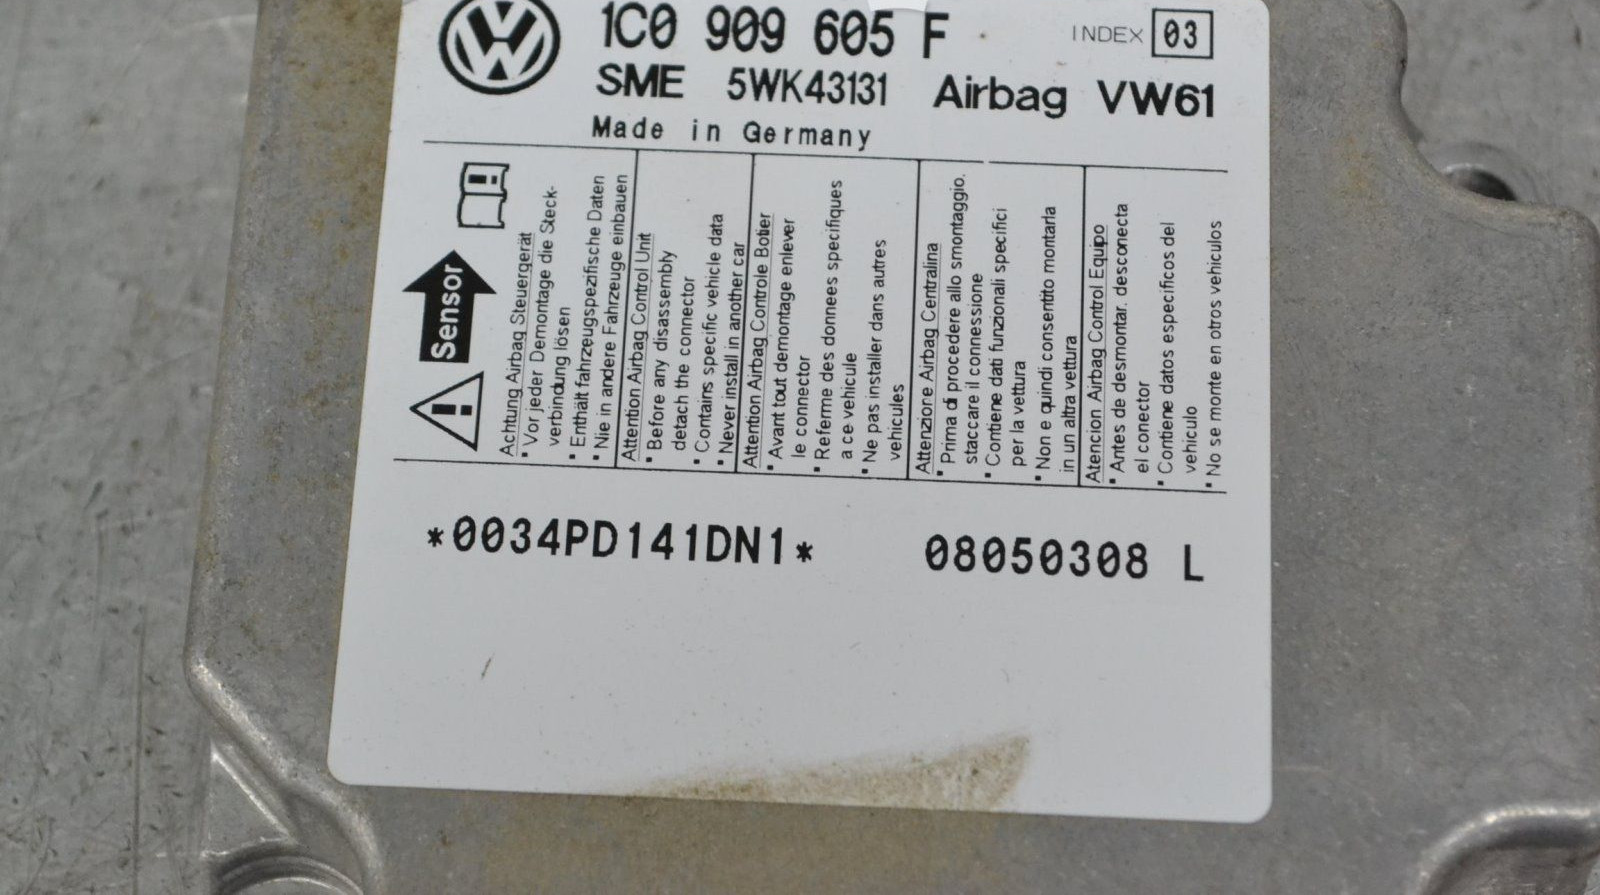 1C0 909 605 F INDEX 03
SME 5WK43131 Airbag VW61
Made in Germany
Sensor
Achtung Airbag Steuergerät
▪ Vor jeder Demontage die Steck-
verbindung lösen
▪ Enthält fahrzeugspezifische Daten
▪ Nie in andere Fahrzeuge einbauen
Attention Airbag Control Unit
▪ Before any disassembly
detach the connector
▪ Contains specific vehicle data
▪ Never install in another car
Attention Airbag Controle Botier
▪ Avant tout demontage enlever
le connector
▪ Referme des donnees specifiques
a ce vehicule
▪ Ne pas installer dans autres
vehicules
Attenzione Airbag Centralina
▪ Prima di procedere allo smontaggio.
staccare il connessione
▪ Contiene dati funzionali specifici
per la vettura
▪ Non e quindi consentito montarla
in un altra vettura
Atencion Airbag Control Equipo
▪ Antes de desmontar. desconecta
el conector
▪ Contiene datos especificos del
vehiculo
▪ No se monte en otros vehiculos
*0034PD141DN1* 08050308 L